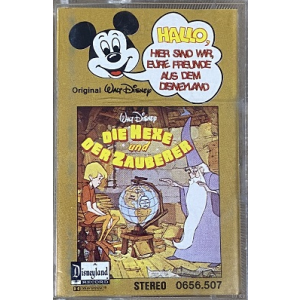 HALLO,
HIER SIND WIR,
EURE FREUNDE
AUS DEM
DISNEYLAND
Original Walt Disney
WALT DISNEY
DIE HEXE
und
DER ZAUBERER
Disneyland
RECORD
STEREO 0656.507